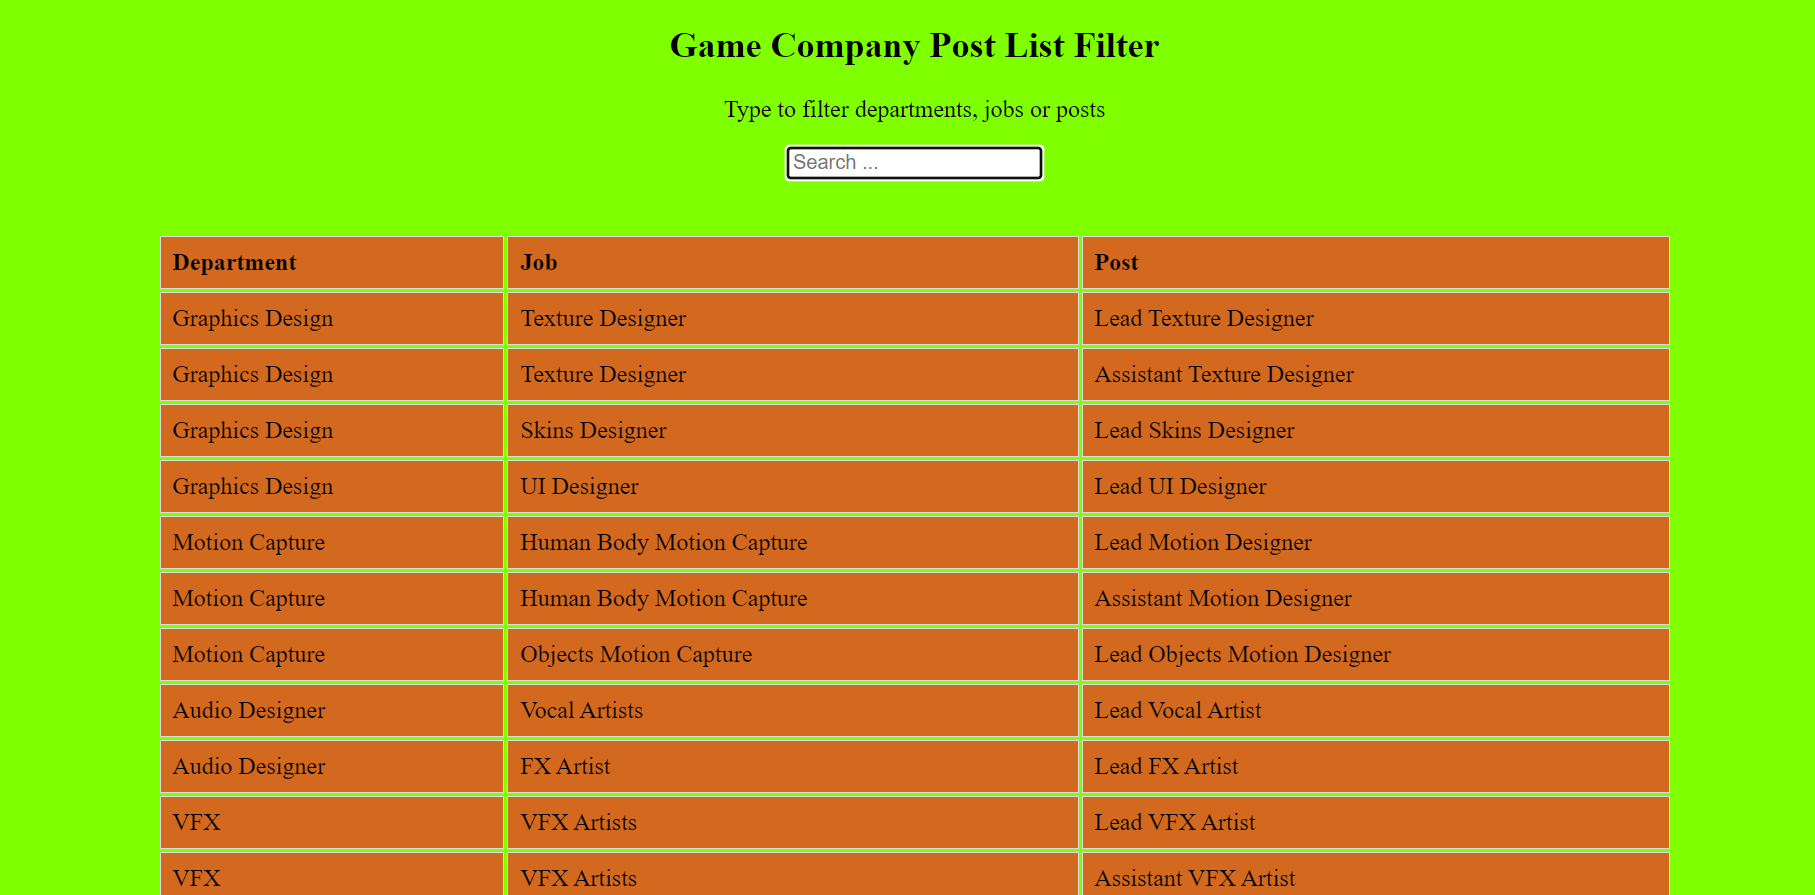 Game Company Post List Filter
Type to filter departments, jobs or posts
Search ...
Department Job Post
Graphics Design Texture Designer Lead Texture Designer
Graphics Design Texture Designer Assistant Texture Designer
Graphics Design Skins Designer Lead Skins Designer
Graphics Design UI Designer Lead UI Designer
Motion Capture Human Body Motion Capture Lead Motion Designer
Motion Capture Human Body Motion Capture Assistant Motion Designer
Motion Capture Objects Motion Capture Lead Objects Motion Designer
Audio Designer Vocal Artists Lead Vocal Artist
Audio Designer FX Artist Lead FX Artist
VFX VFX Artists Lead VFX Artist
VFX VFX Artists Assistant VFX Artist